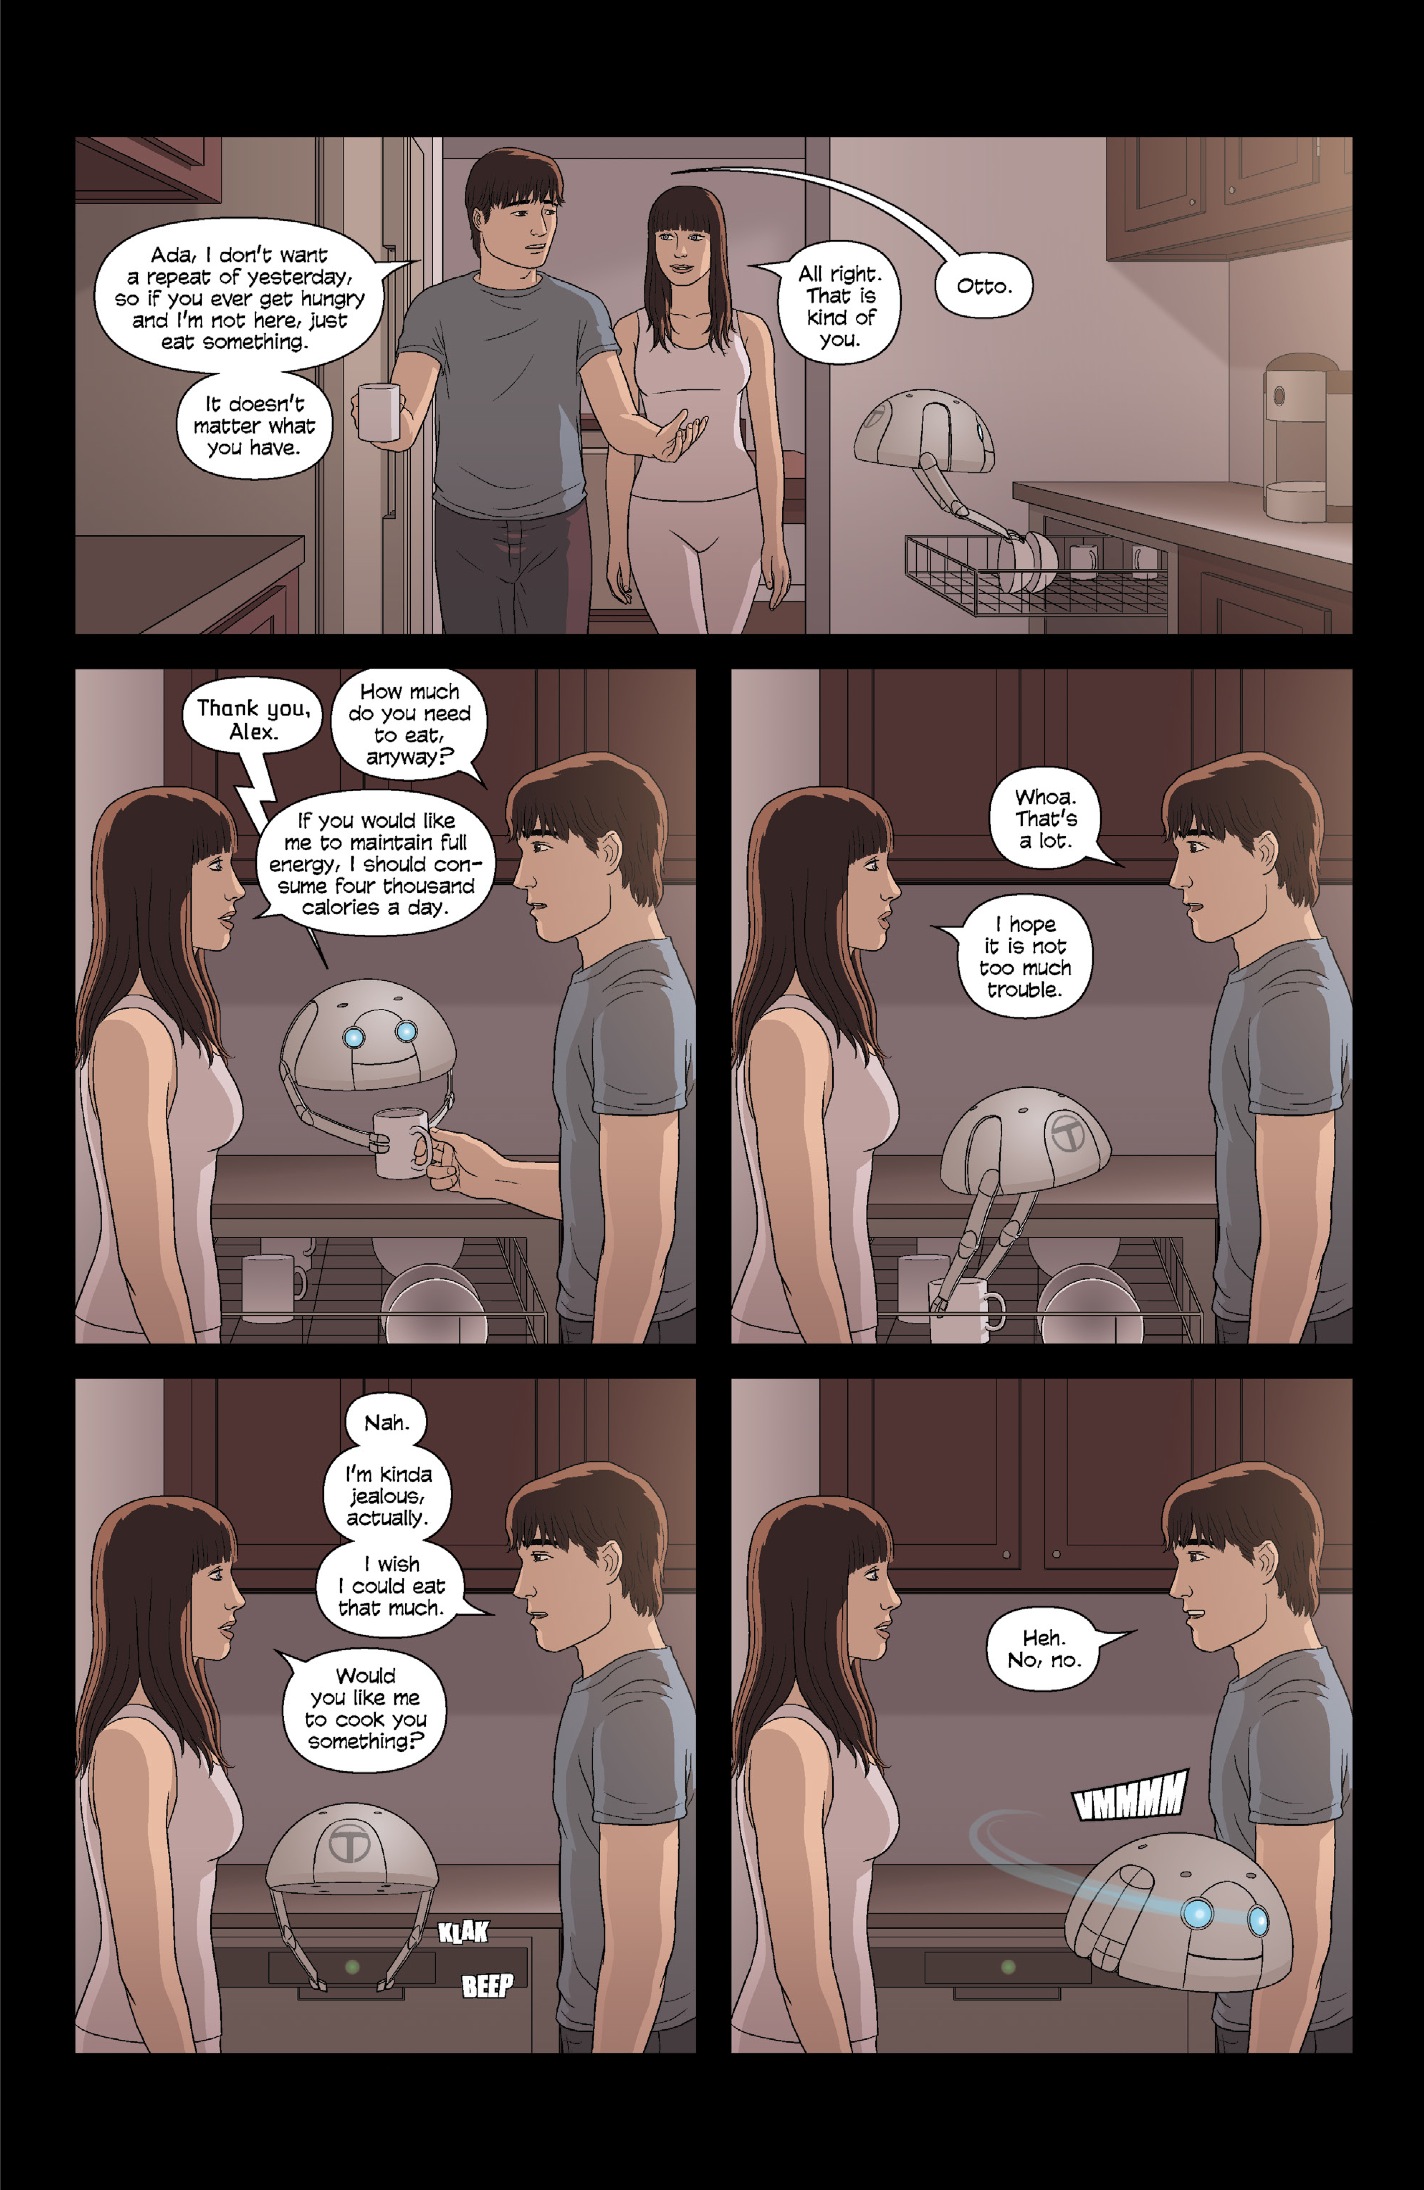 Ada, I don't want
a repeat of yesterday,
so if you ever get hungry
and I'm not here, just
eat something.
It doesn't
matter what
you have.
All right.
That is
kind of
you.
Otto.
Thank you,
Alex.
How much
do you need
to eat,
anyway?
If you would like
me to maintain full
energy, I should con-
sume four thousand
calories a day.
Whoa.
That's
a lot.
I hope
it is not
too much
trouble.
Nah.
I'm kinda
jealous,
actually.
I wish
I could eat
that much.
Would
you like me
to cook you
something?
KLAK
BEEP
Heh.
No, no.
VMMMM